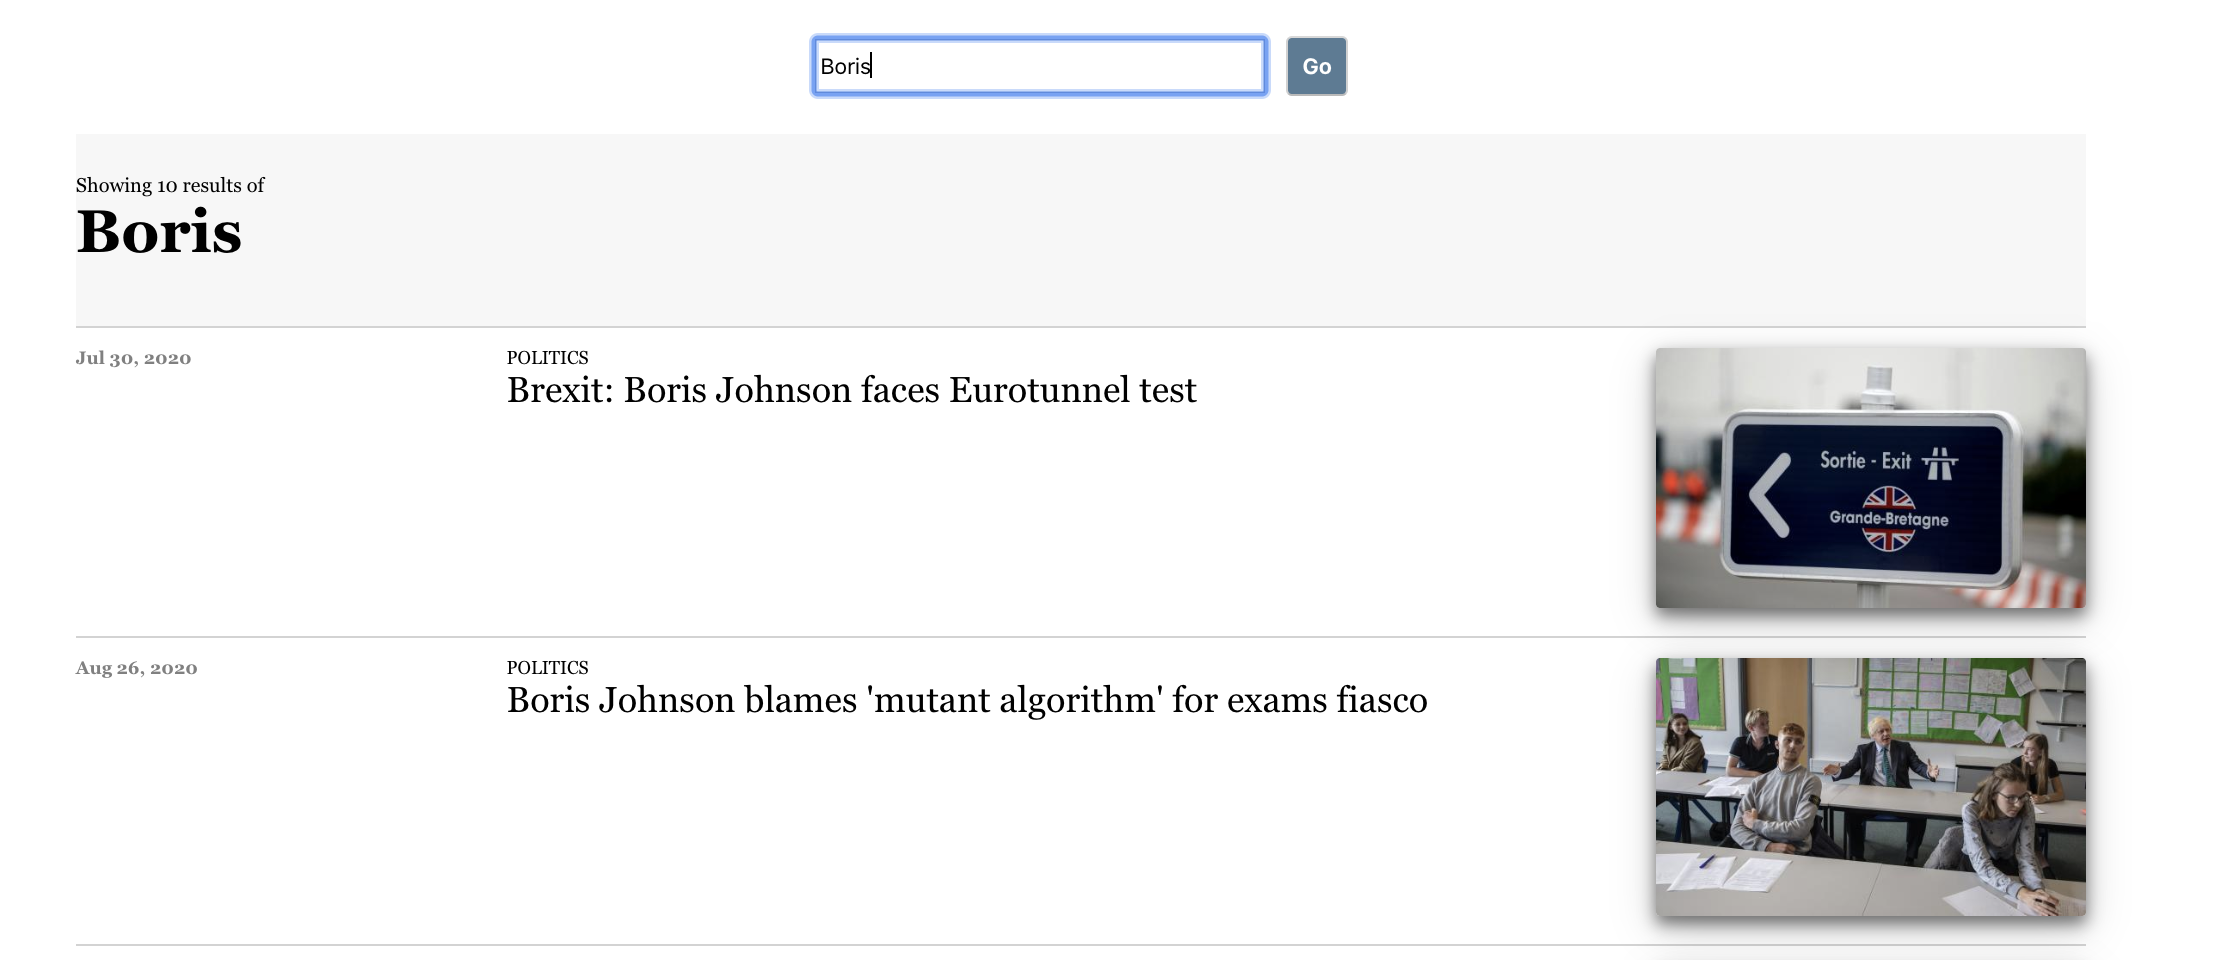 Boris
Go
Showing 10 results of
Boris
Jul 30, 2020
POLITICS
Brexit: Boris Johnson faces Eurotunnel test
Sortie - Exit
Grande-Bretagne
Aug 26, 2020
POLITICS
Boris Johnson blames 'mutant algorithm' for exams fiasco